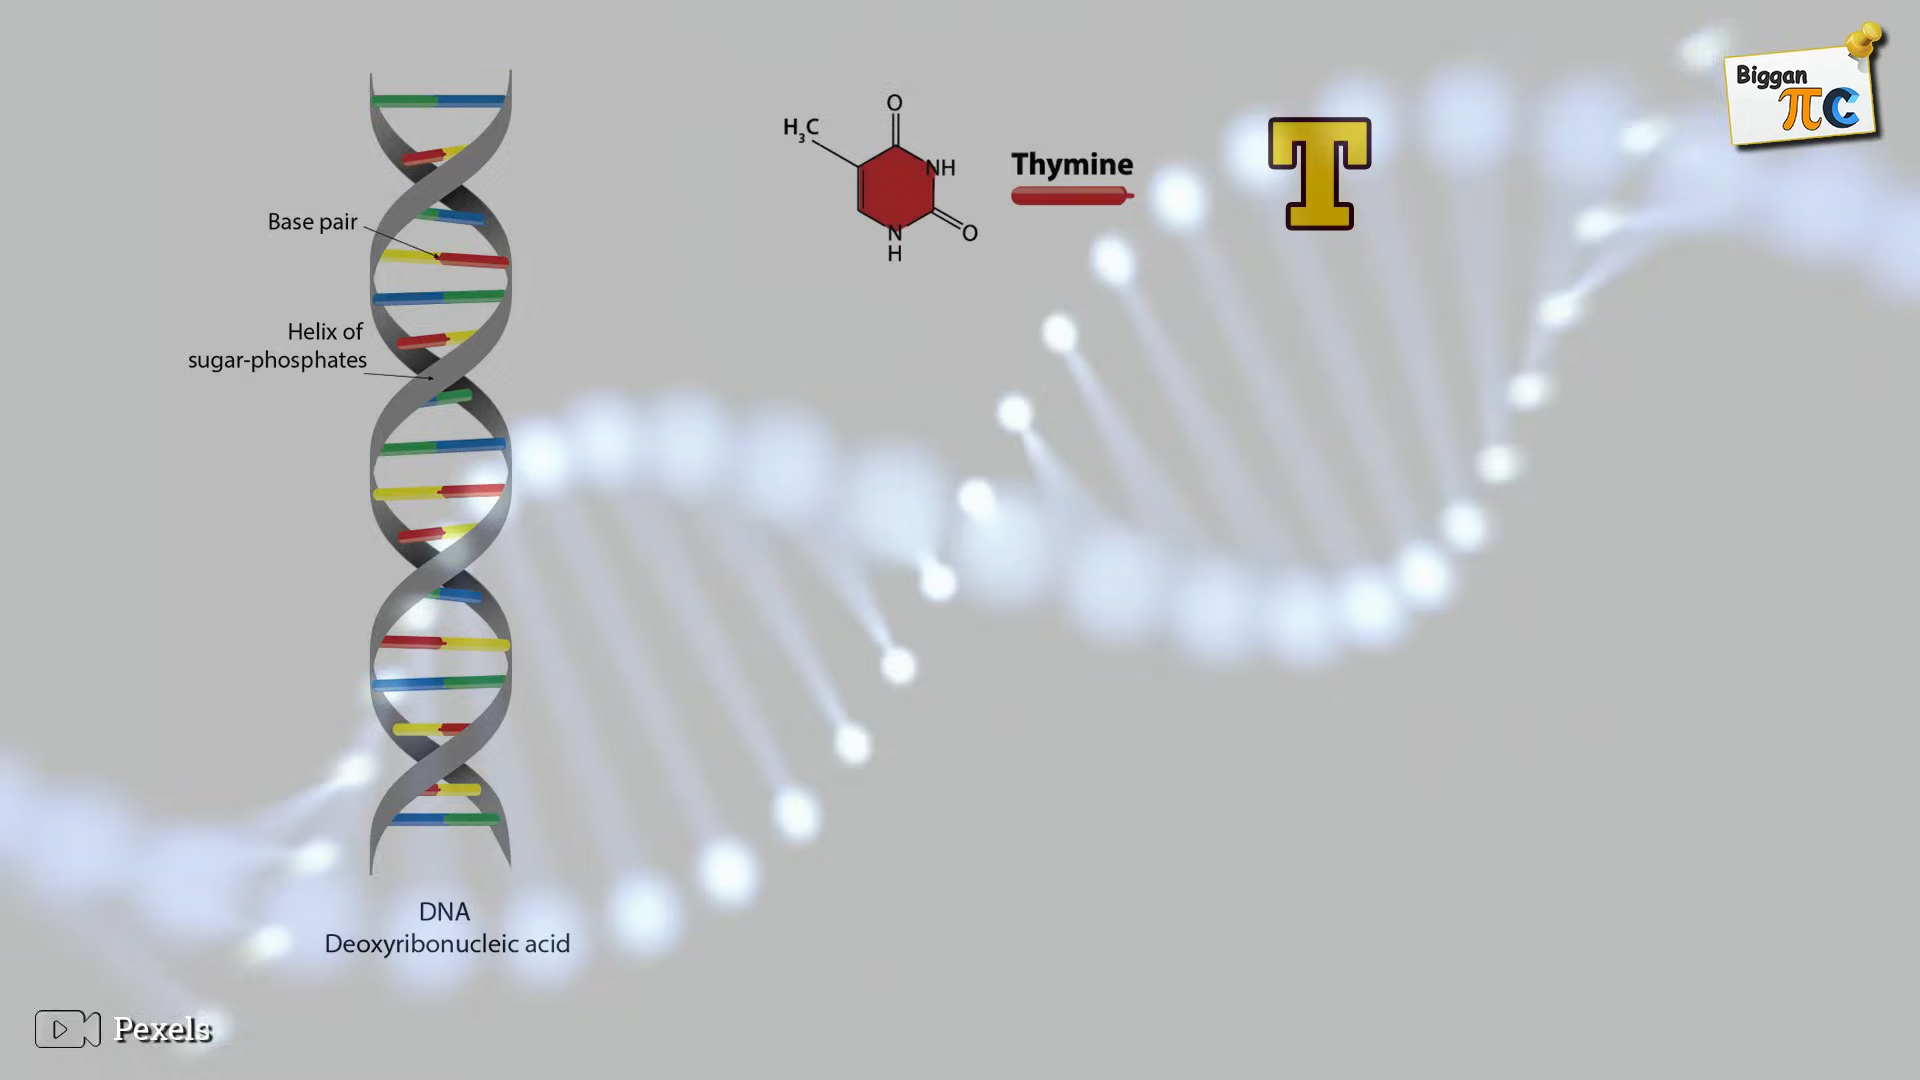 Biggan
πC
H₃C
O
NH
O
N
H
Thymine
T
Base pair
Helix of
sugar-phosphates
DNA
Deoxyribonucleic acid
Pexels